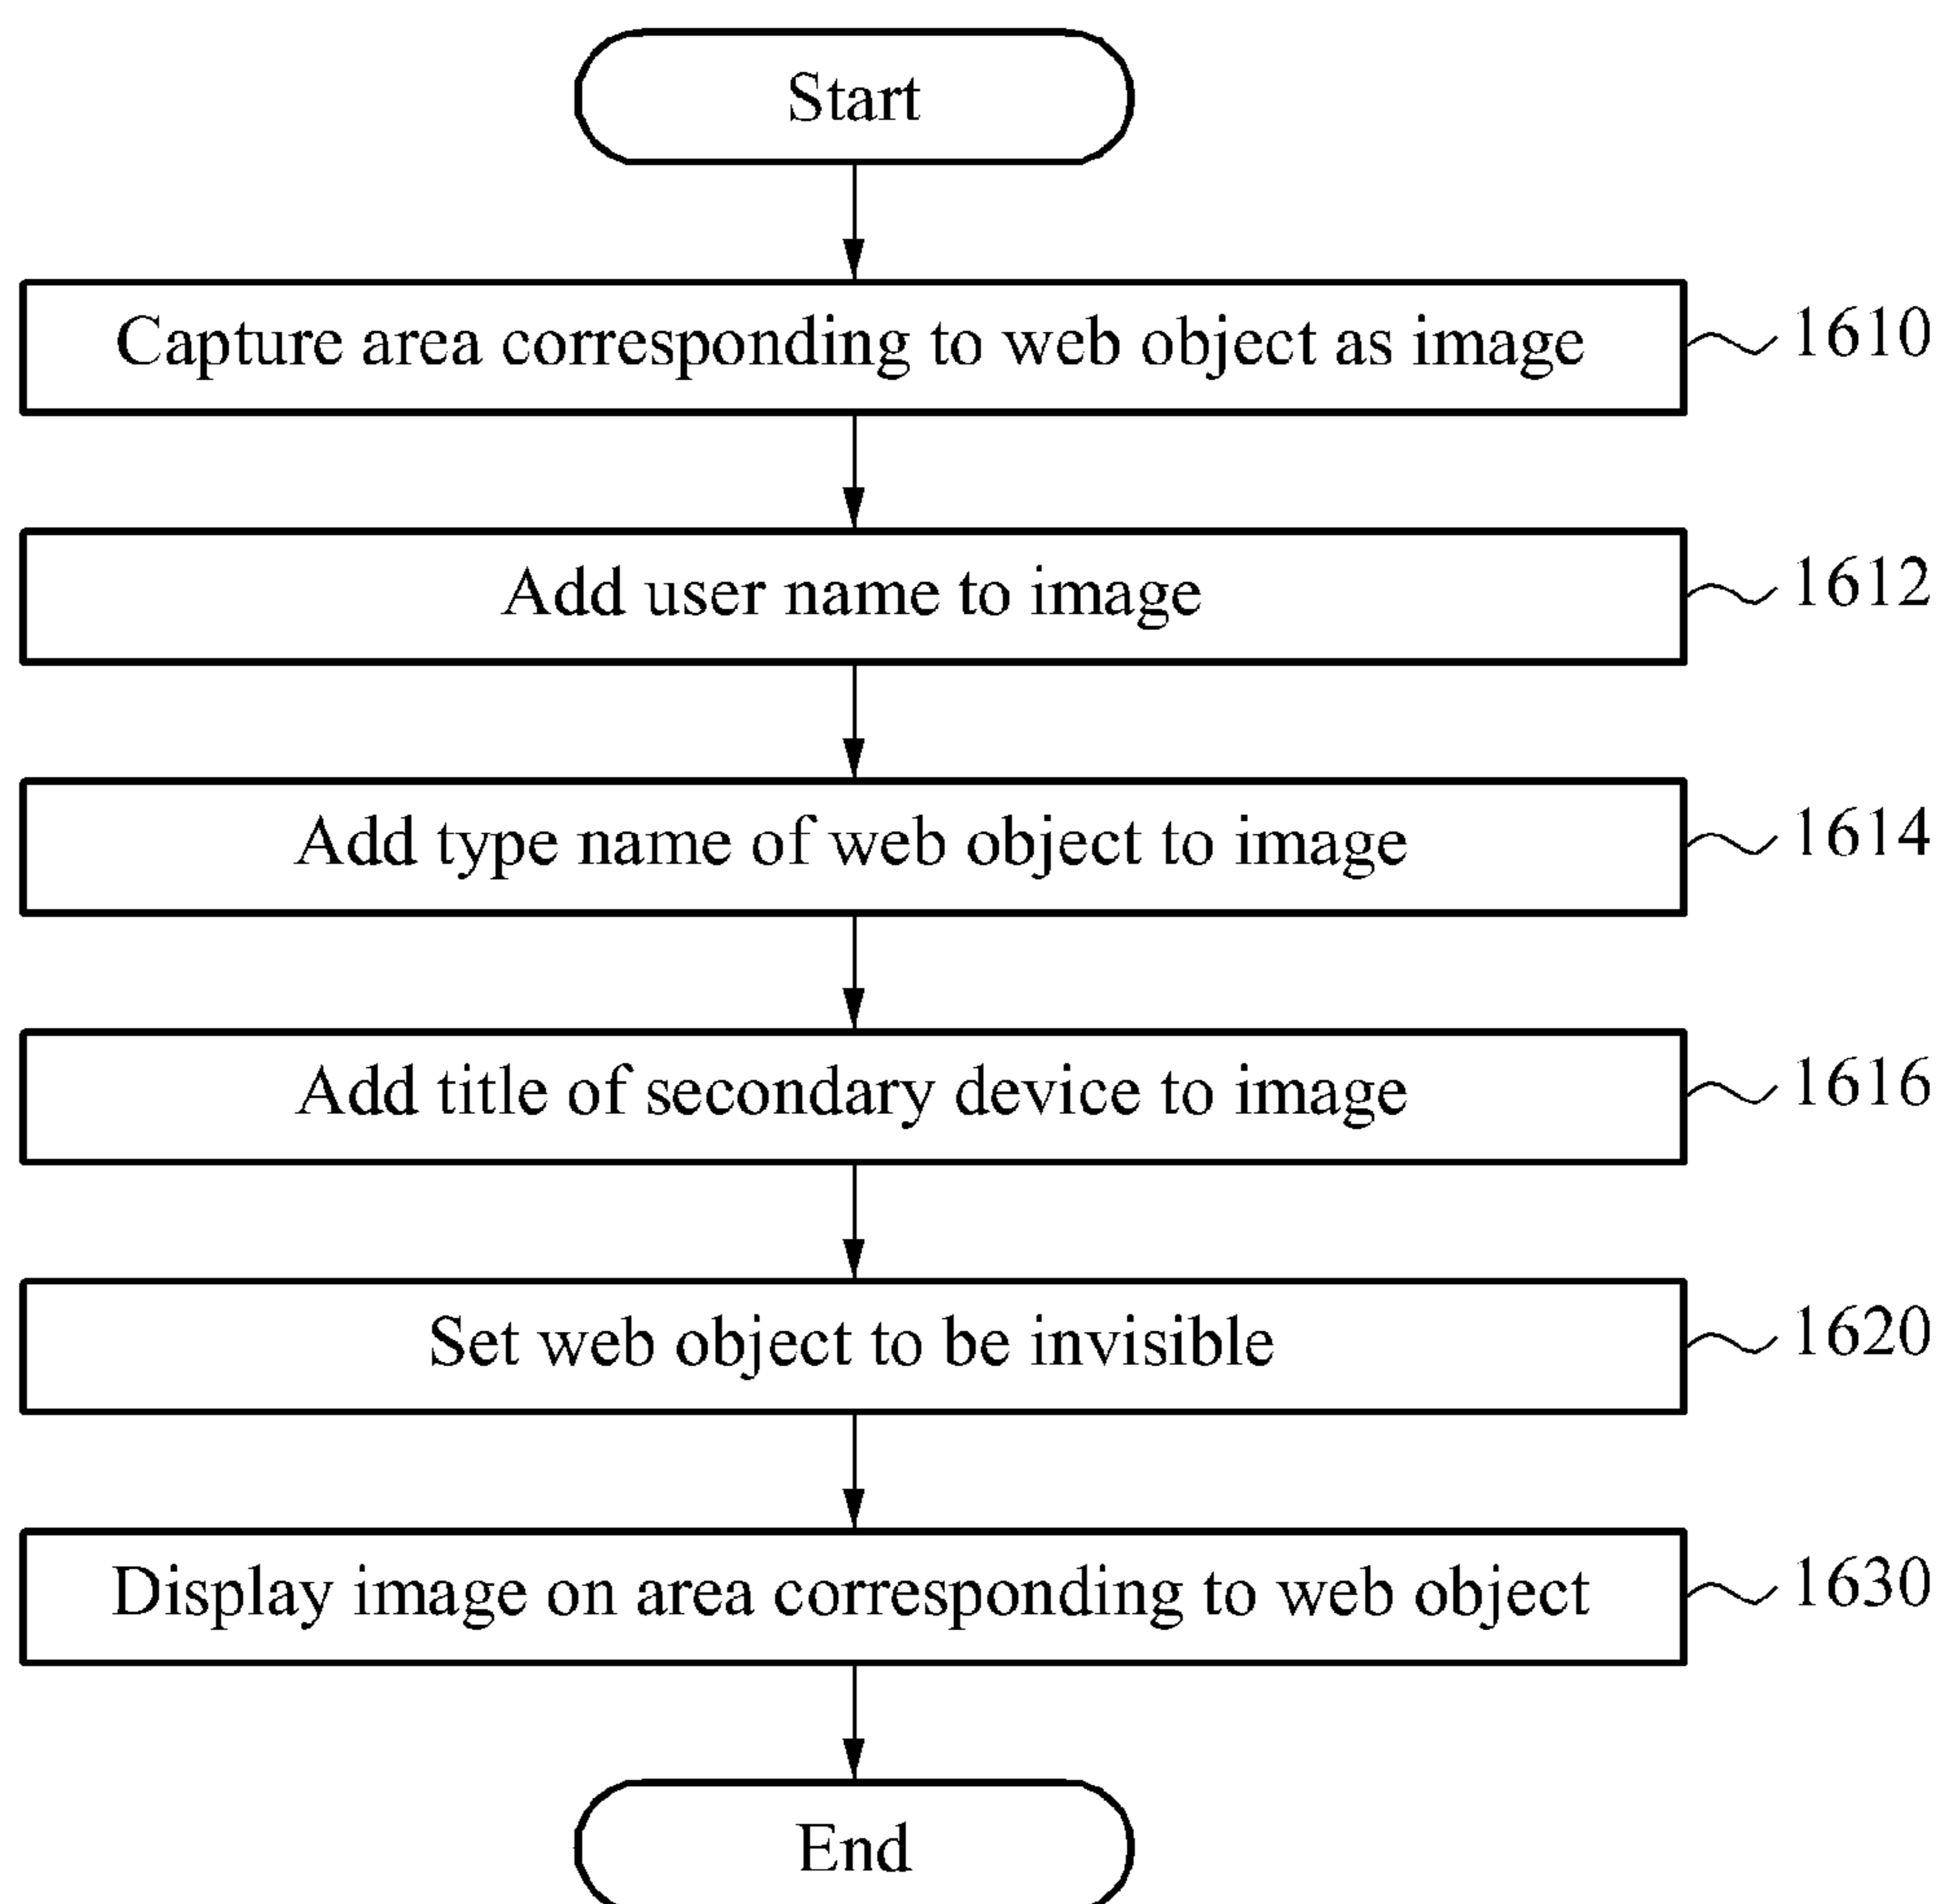 Start
Capture area corresponding to web object as image
1610
Add user name to image
1612
Add type name of web object to image
1614
Add title of secondary device to image
1616
Set web object to be invisible
1620
Display image on area corresponding to web object
1630
End